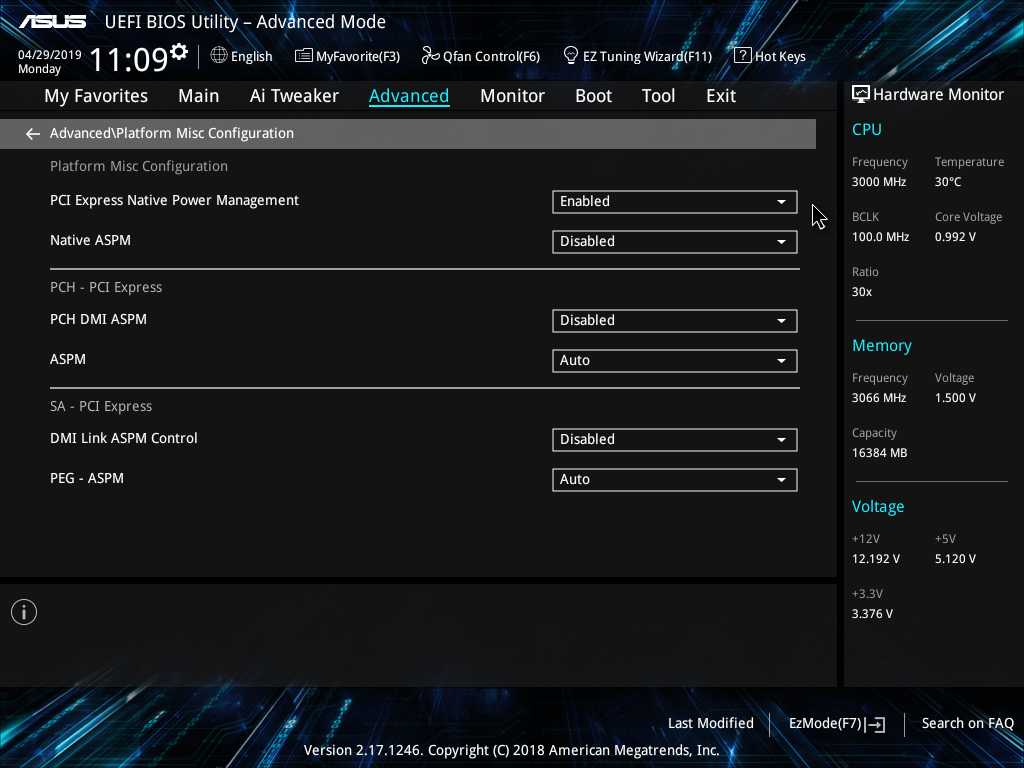 ASUS UEFI BIOS Utility – Advanced Mode
04/29/2019 Monday 11:09 English MyFavorite(F3) Qfan Control(F6) EZ Tuning Wizard(F11) ? Hot Keys
My Favorites Main Ai Tweaker Advanced Monitor Boot Tool Exit
← Advanced\Platform Misc Configuration
Platform Misc Configuration
PCI Express Native Power Management Enabled
Native ASPM Disabled
PCH - PCI Express
PCH DMI ASPM Disabled
ASPM Auto
SA - PCI Express
DMI Link ASPM Control Disabled
PEG - ASPM Auto
Hardware Monitor
CPU
Frequency Temperature
3000 MHz 30°C
BCLK Core Voltage
100.0 MHz 0.992 V
Ratio
30x
Memory
Frequency Voltage
3066 MHz 1.500 V
Capacity
16384 MB
Voltage
+12V +5V
12.192 V 5.120 V
+3.3V
3.376 V
Last Modified EzMode(F7) Search on FAQ
Version 2.17.1246. Copyright (C) 2018 American Megatrends, Inc.